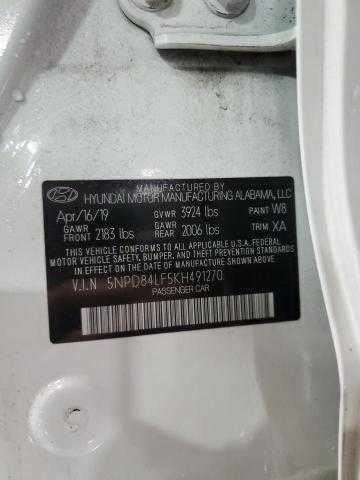 MANUFACTURED BY
HYUNDAI MOTOR MANUFACTURING ALABAMA, LLC
Apr/16/19 GVWR 3924 lbs PAINT W8
GAWR FRONT 2183 lbs GAWR REAR 2006 lbs TRIM XA
THIS VEHICLE CONFORMS TO ALL APPLICABLE U.S. FEDERAL
MOTOR VEHICLE SAFETY, BUMPER, AND THEFT PREVENTION
STANDARDS IN EFFECT ON THE DATE OF MANUFACTURE SHOWN ABOVE.
V.I.N 5NPD84LF5KH491270
PASSENGER CAR